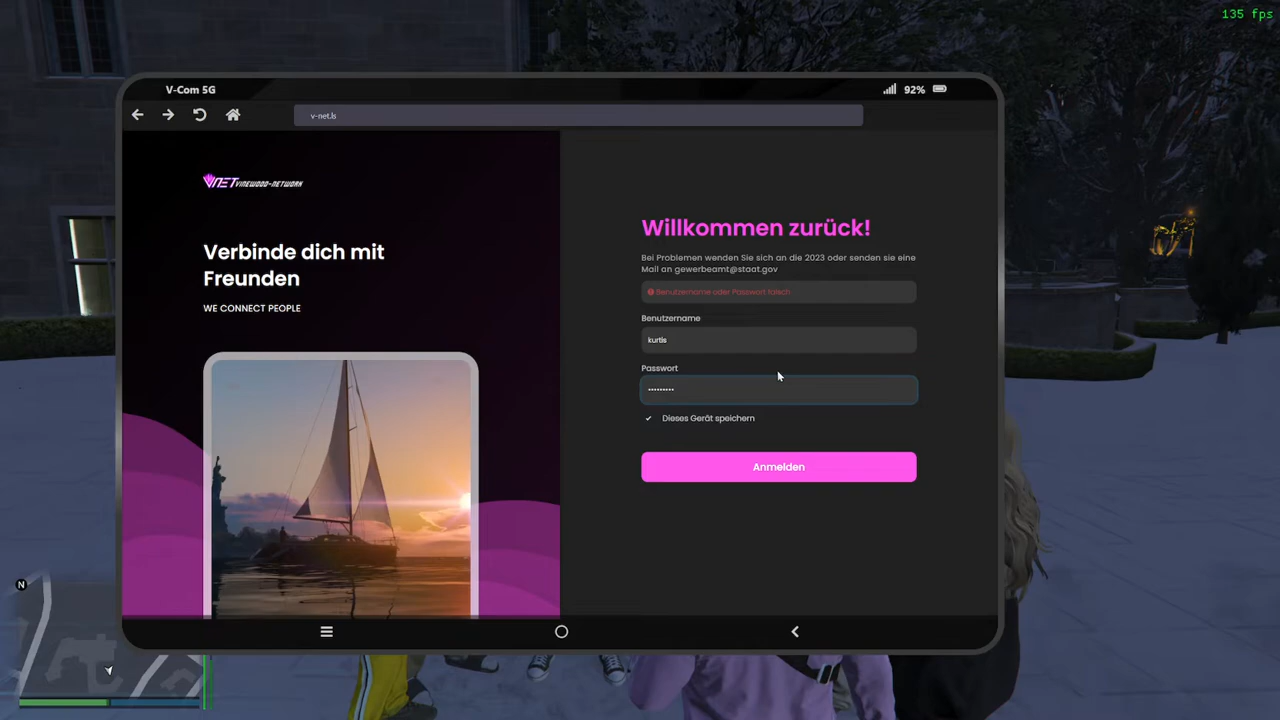 135 fps
V-Com 5G
92%
v-net.ls
VNET VINEWOOD-NETWORK
Verbinde dich mit
Freunden
WE CONNECT PEOPLE
Willkommen zurück!
Bei Problemen wenden Sie sich an die 2023 oder senden sie eine
Mail an gewerbeamt@staat.gov
Benutzername oder Passwort falsch
Benutzername
kurtis
Passwort
•••••••••
Dieses Gerät speichern
Anmelden
N